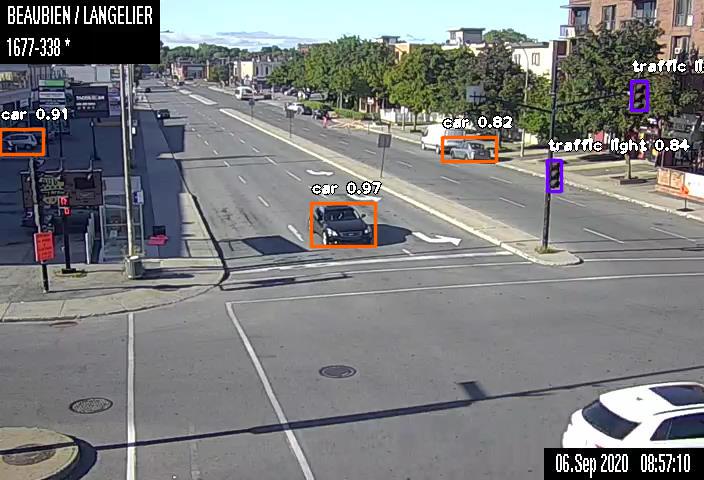 BEAUBIEN / LANGELIER
1677-338 *
traffic li
car 0.91
car 0.82
traffic light 0.84
car 0.97
06.Sep 2020 08:57:10